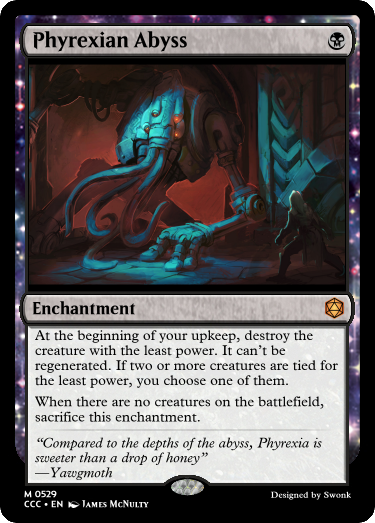 Phyrexian Abyss
Enchantment
At the beginning of your upkeep, destroy the
creature with the least power. It can't be
regenerated. If two or more creatures are tied for
the least power, you choose one of them.
When there are no creatures on the battlefield,
sacrifice this enchantment.
“Compared to the depths of the abyss, Phyrexia is
sweeter than a drop of honey”
—Yawgmoth
M 0529
CCC • EN James McNulty
Designed by Swonk